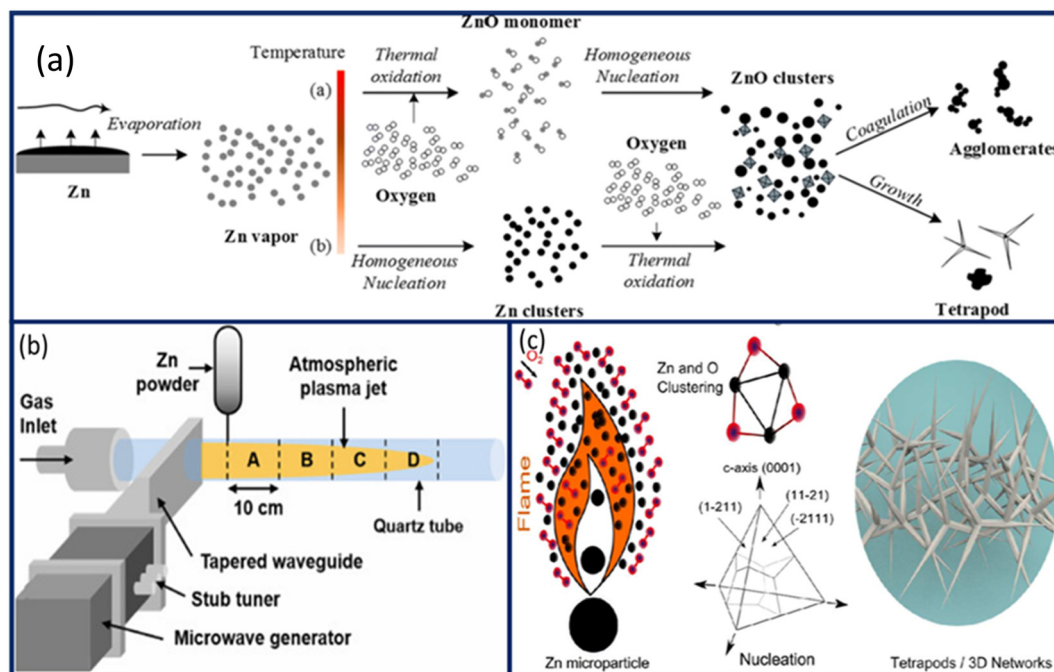 (a)
Temperature
(a)
(b)
Evaporation
Zn
Zn vapor
Thermal
oxidation
Oxygen
ZnO monomer
Homogeneous
Nucleation
Homogeneous
Nucleation
Zn clusters
Oxygen
Thermal
oxidation
ZnO clusters
Coagulation
Agglomerates
Growth
Tetrapod
(b)
Zn
powder
Atmospheric
plasma jet
Gas
Inlet
A
B
C
D
10 cm
Quartz tube
Tapered waveguide
Stub tuner
Microwave generator
(c)
O2
Flame
Zn microparticle
Zn and O
Clustering
c-axis (0001)
(1-211)
(11-21)
(-2111)
Nucleation
Tetrapods / 3D Networks